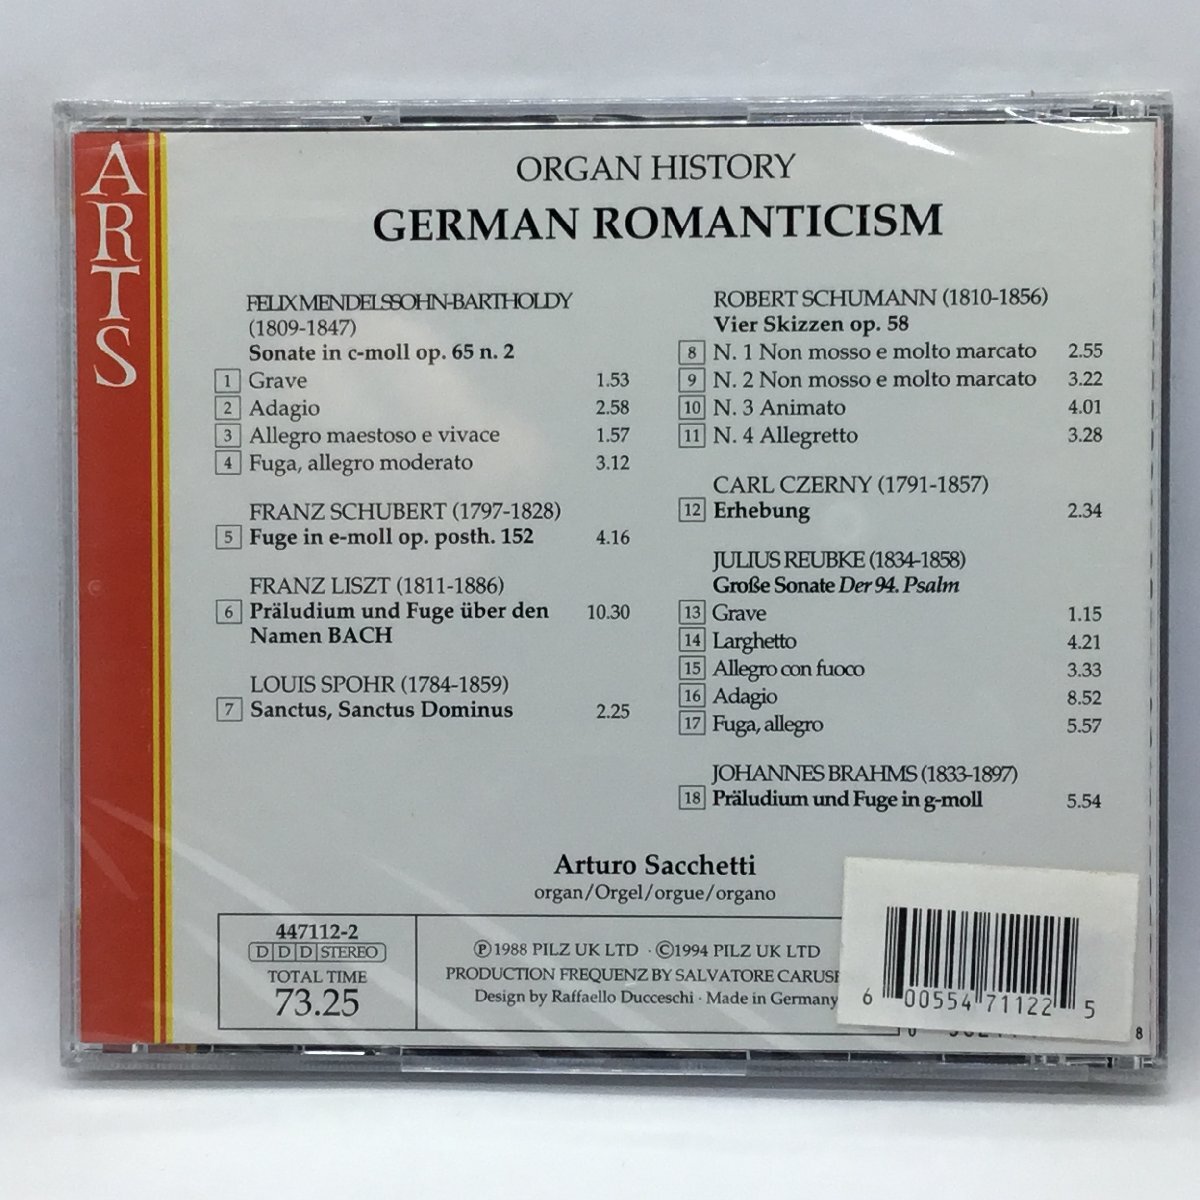 ARTS
ORGAN HISTORY
GERMAN ROMANTICISM
FELIX MENDELSSOHN-BARTHOLDY
(1809-1847)
Sonate in c-moll op. 65 n. 2
1 Grave 1.53
2 Adagio 2.58
3 Allegro maestoso e vivace 1.57
4 Fuga, allegro moderato 3.12
FRANZ SCHUBERT (1797-1828)
5 Fuge in e-moll op. posth. 152 4.16
FRANZ LISZT (1811-1886)
6 Präludium und Fuge über den 10.30
Namen BACH
LOUIS SPOHR (1784-1859)
7 Sanctus, Sanctus Dominus 2.25
ROBERT SCHUMANN (1810-1856)
Vier Skizzen op. 58
8 N. 1 Non mosso e molto marcato 2.55
9 N. 2 Non mosso e molto marcato 3.22
10 N. 3 Animato 4.01
11 N. 4 Allegretto 3.28
CARL CZERNY (1791-1857)
12 Erhebung 2.34
JULIUS REUBKE (1834-1858)
Große Sonate Der 94. Psalm
13 Grave 1.15
14 Larghetto 4.21
15 Allegro con fuoco 3.33
16 Adagio 8.52
17 Fuga, allegro 5.57
JOHANNES BRAHMS (1833-1897)
18 Präludium und Fuge in g-moll 5.54
Arturo Sacchetti
organ/Orgel/orgue/organo
447112-2
D D D STEREO
TOTAL TIME
73.25
Ⓟ1988 PILZ UK LTD · ©1994 PILZ UK LTD
PRODUCTION FREQUENZ BY SALVATORE CARUS
Design by Raffaello Ducceschi · Made in Germany
6 00554 71122 5
8